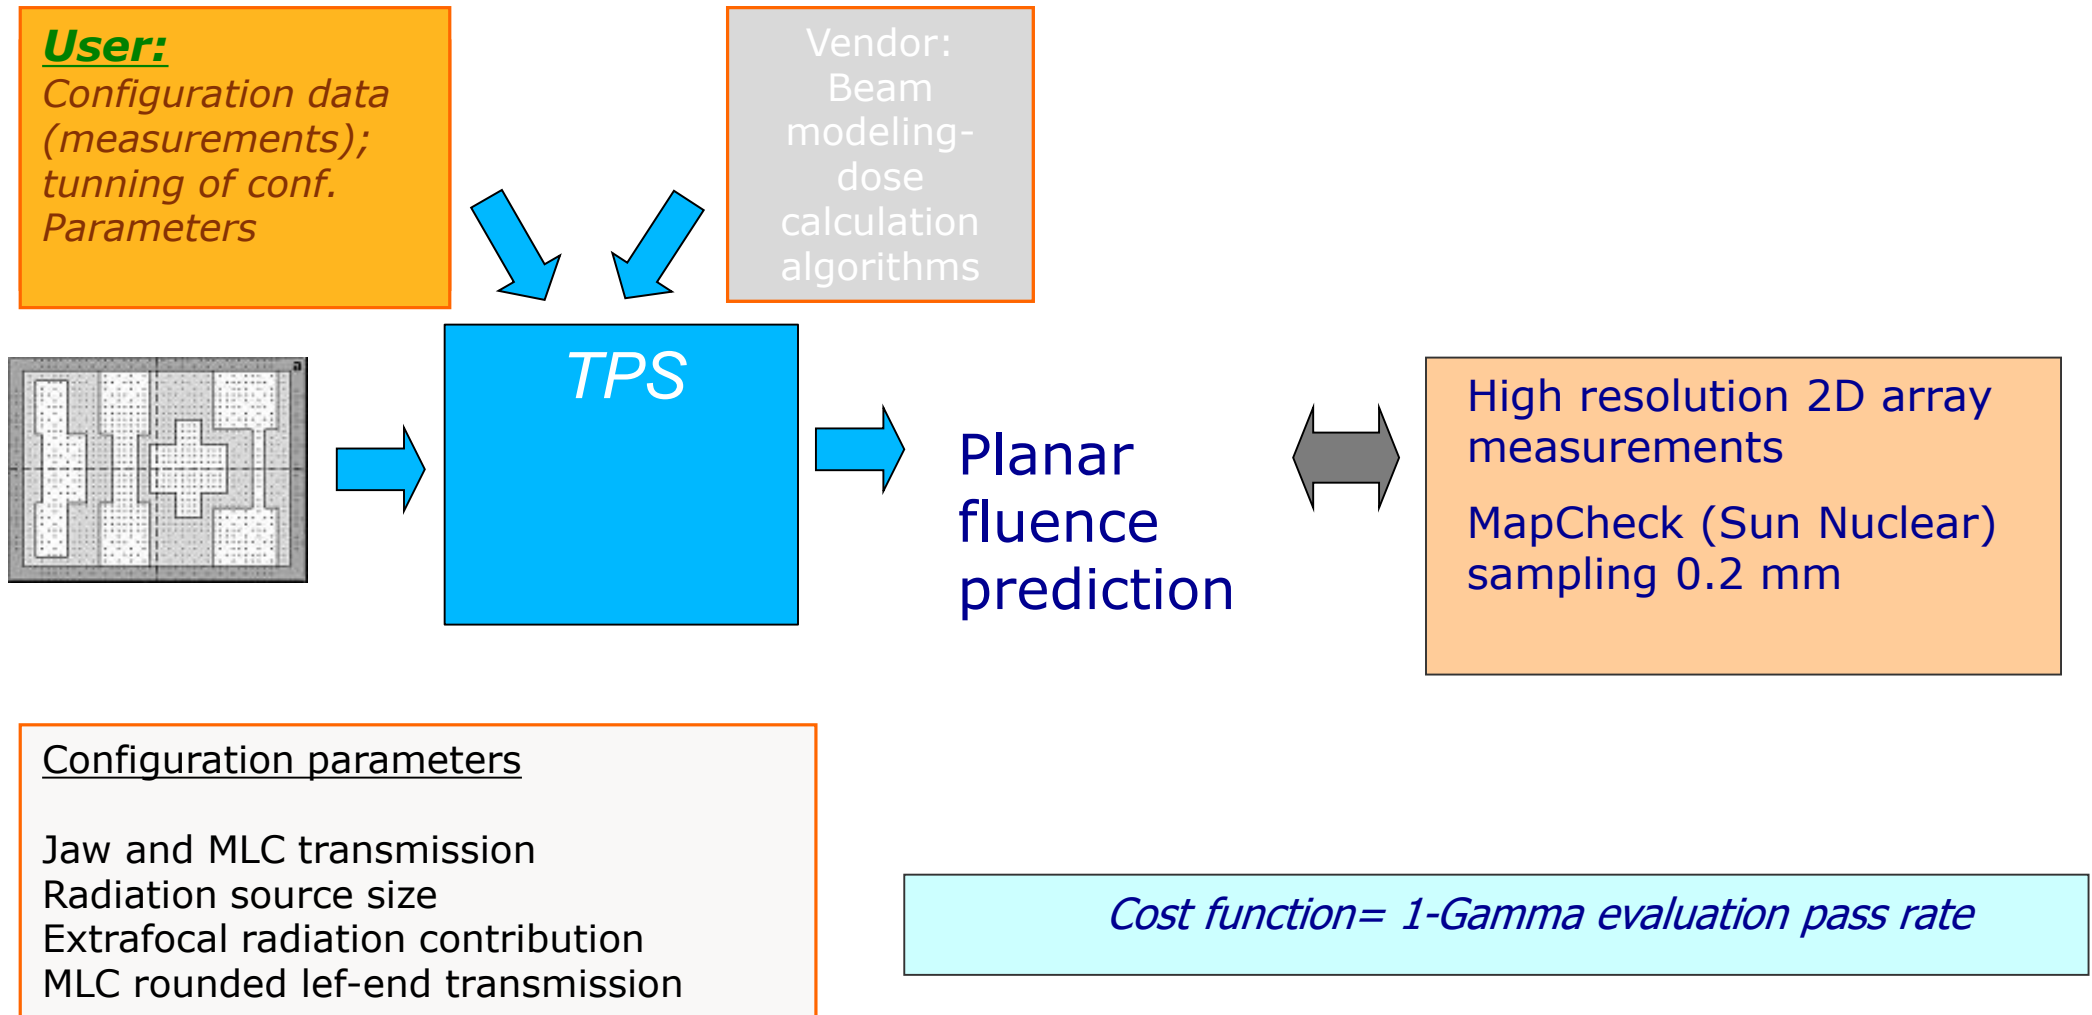 User:
Configuration data
(measurements);
tunning of conf.
Parameters
Vendor:
Beam
modeling-
dose
calculation
algorithms
a
TPS
Planar
fluence
prediction
High resolution 2D array
measurements
MapCheck (Sun Nuclear)
sampling 0.2 mm
Configuration parameters
Jaw and MLC transmission
Radiation source size
Extrafocal radiation contribution
MLC rounded lef-end transmission
Cost function= 1-Gamma evaluation pass rate